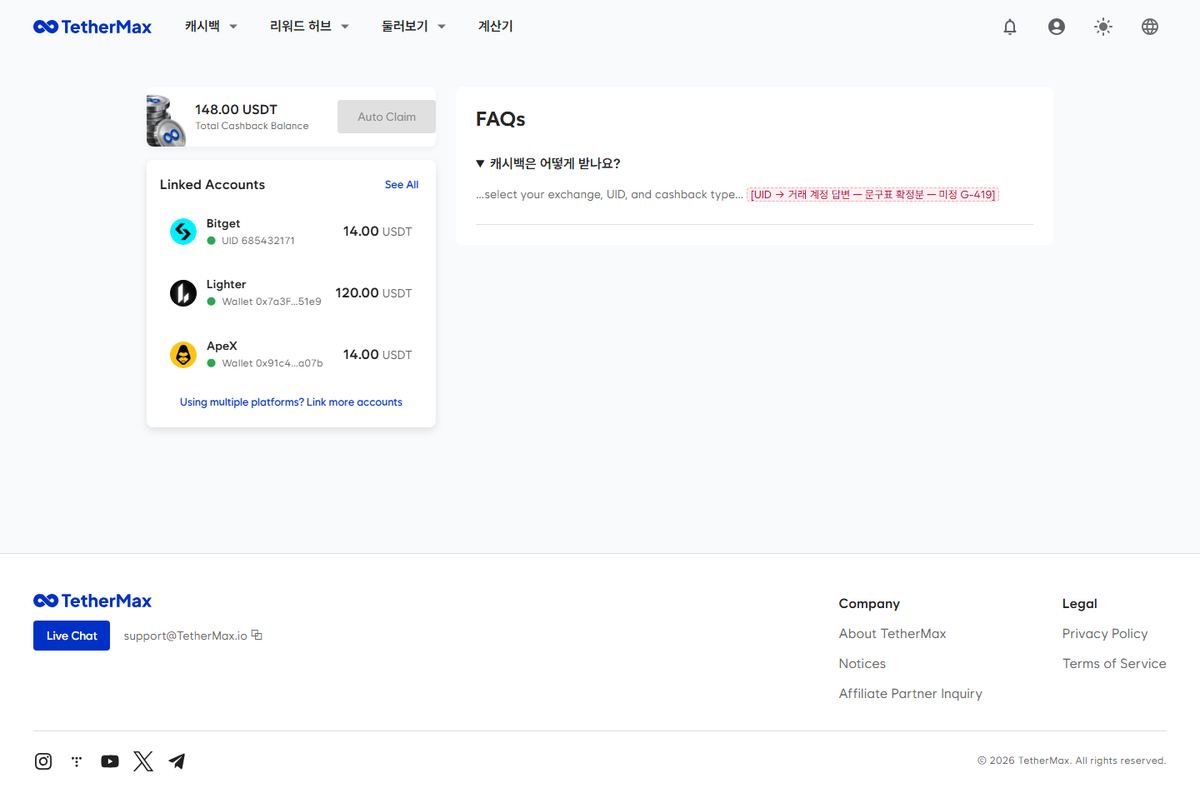 TetherMax 캐시백 리워드 허브 둘러보기 계산기
148.00 USDT
Total Cashback Balance
Auto Claim
Linked Accounts See All
Bitget
UID 685432171
14.00 USDT
Lighter
Wallet 0x7a3F...51e9
120.00 USDT
ApeX
Wallet 0x91c4...a07b
14.00 USDT
Using multiple platforms? Link more accounts
FAQs
▼ 캐시백은 어떻게 받나요?
...select your exchange, UID, and cashback type... [UID → 거래 계정 답변 — 문구표 확정분 — 미정 G-419]
TetherMax
Live Chat support@TetherMax.io
Company
About TetherMax
Notices
Affiliate Partner Inquiry
Legal
Privacy Policy
Terms of Service
© 2026 TetherMax. All rights reserved.